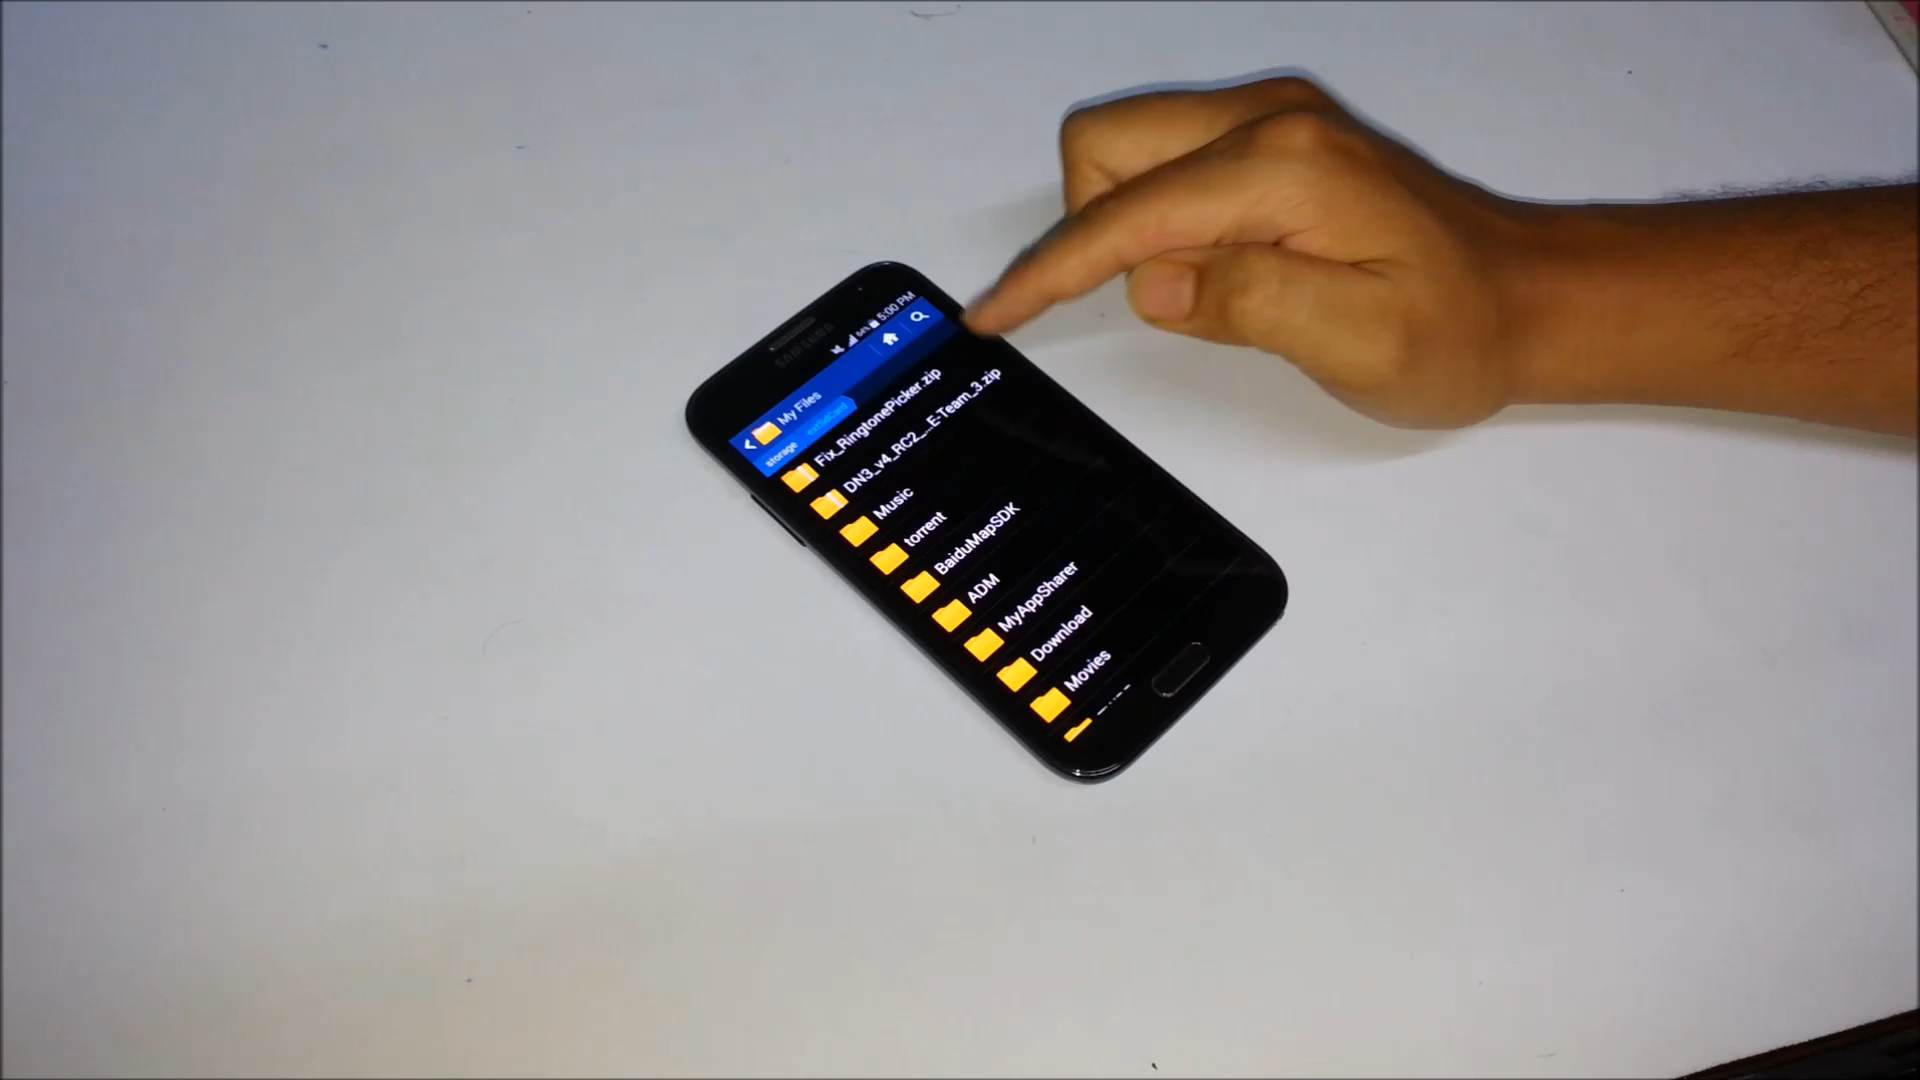 SAMSUNG
64% 5:00 PM
My Files
storage extSdCard
Fix_RingtonePicker.zip
DN3_v4_RC2_...E-Team_3.zip
Music
torrent
BaiduMapSDK
ADM
MyAppSharer
Download
Movies